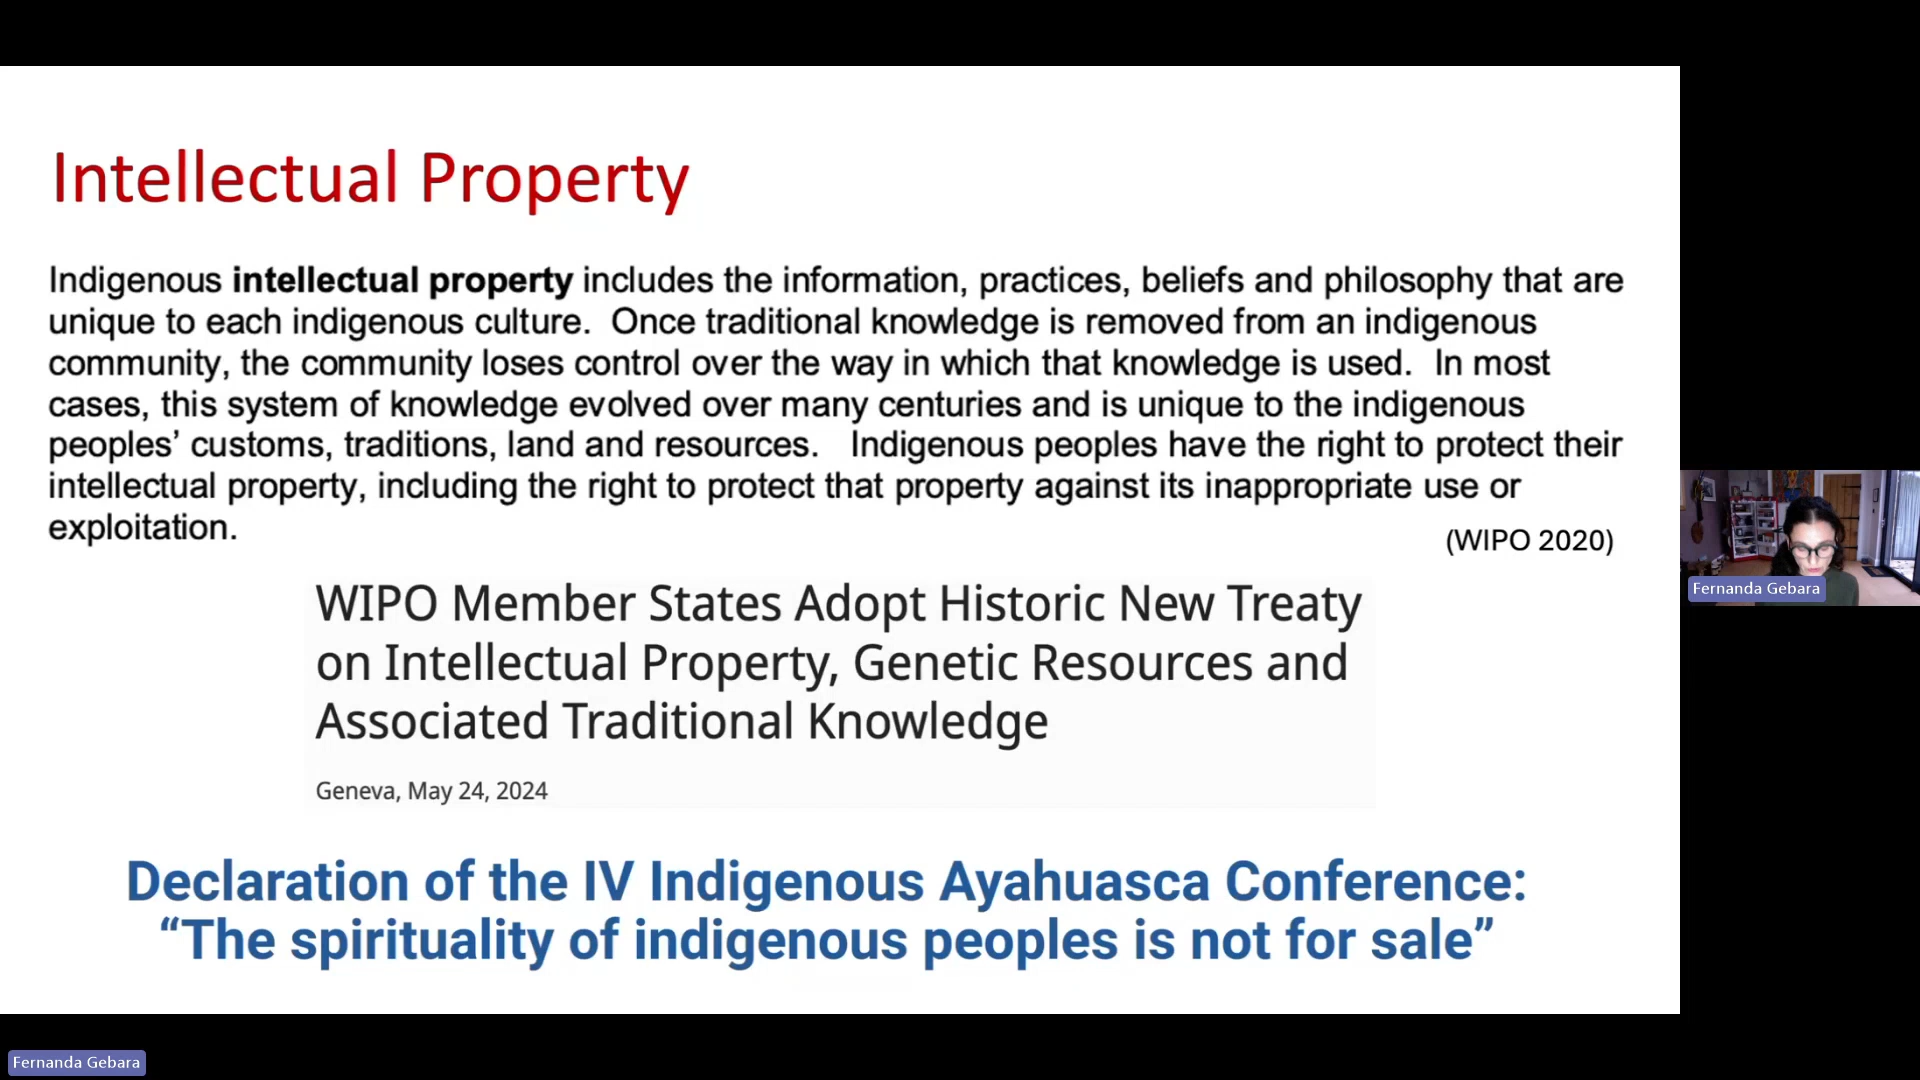 Intellectual Property
Indigenous intellectual property includes the information, practices, beliefs and philosophy that are
unique to each indigenous culture.  Once traditional knowledge is removed from an indigenous
community, the community loses control over the way in which that knowledge is used.  In most
cases, this system of knowledge evolved over many centuries and is unique to the indigenous
peoples’ customs, traditions, land and resources.   Indigenous peoples have the right to protect their
intellectual property, including the right to protect that property against its inappropriate use or
exploitation.
(WIPO 2020)
WIPO Member States Adopt Historic New Treaty
on Intellectual Property, Genetic Resources and
Associated Traditional Knowledge
Geneva, May 24, 2024
Declaration of the IV Indigenous Ayahuasca Conference:
“The spirituality of indigenous peoples is not for sale”
Fernanda Gebara
Fernanda Gebara